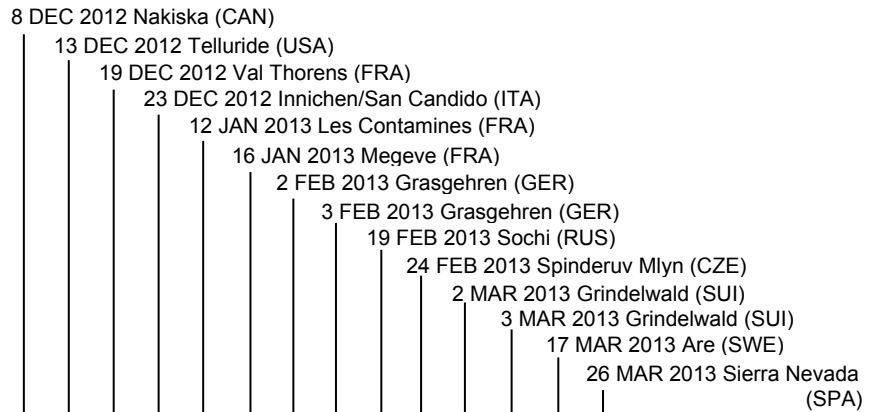 8 DEC 2012 Nakiska (CAN)
13 DEC 2012 Telluride (USA)
19 DEC 2012 Val Thorens (FRA)
23 DEC 2012 Innichen/San Candido (ITA)
12 JAN 2013 Les Contamines (FRA)
16 JAN 2013 Megeve (FRA)
2 FEB 2013 Grasgehren (GER)
3 FEB 2013 Grasgehren (GER)
19 FEB 2013 Sochi (RUS)
24 FEB 2013 Spinderuv Mlyn (CZE)
2 MAR 2013 Grindelwald (SUI)
3 MAR 2013 Grindelwald (SUI)
17 MAR 2013 Are (SWE)
26 MAR 2013 Sierra Nevada
(SPA)